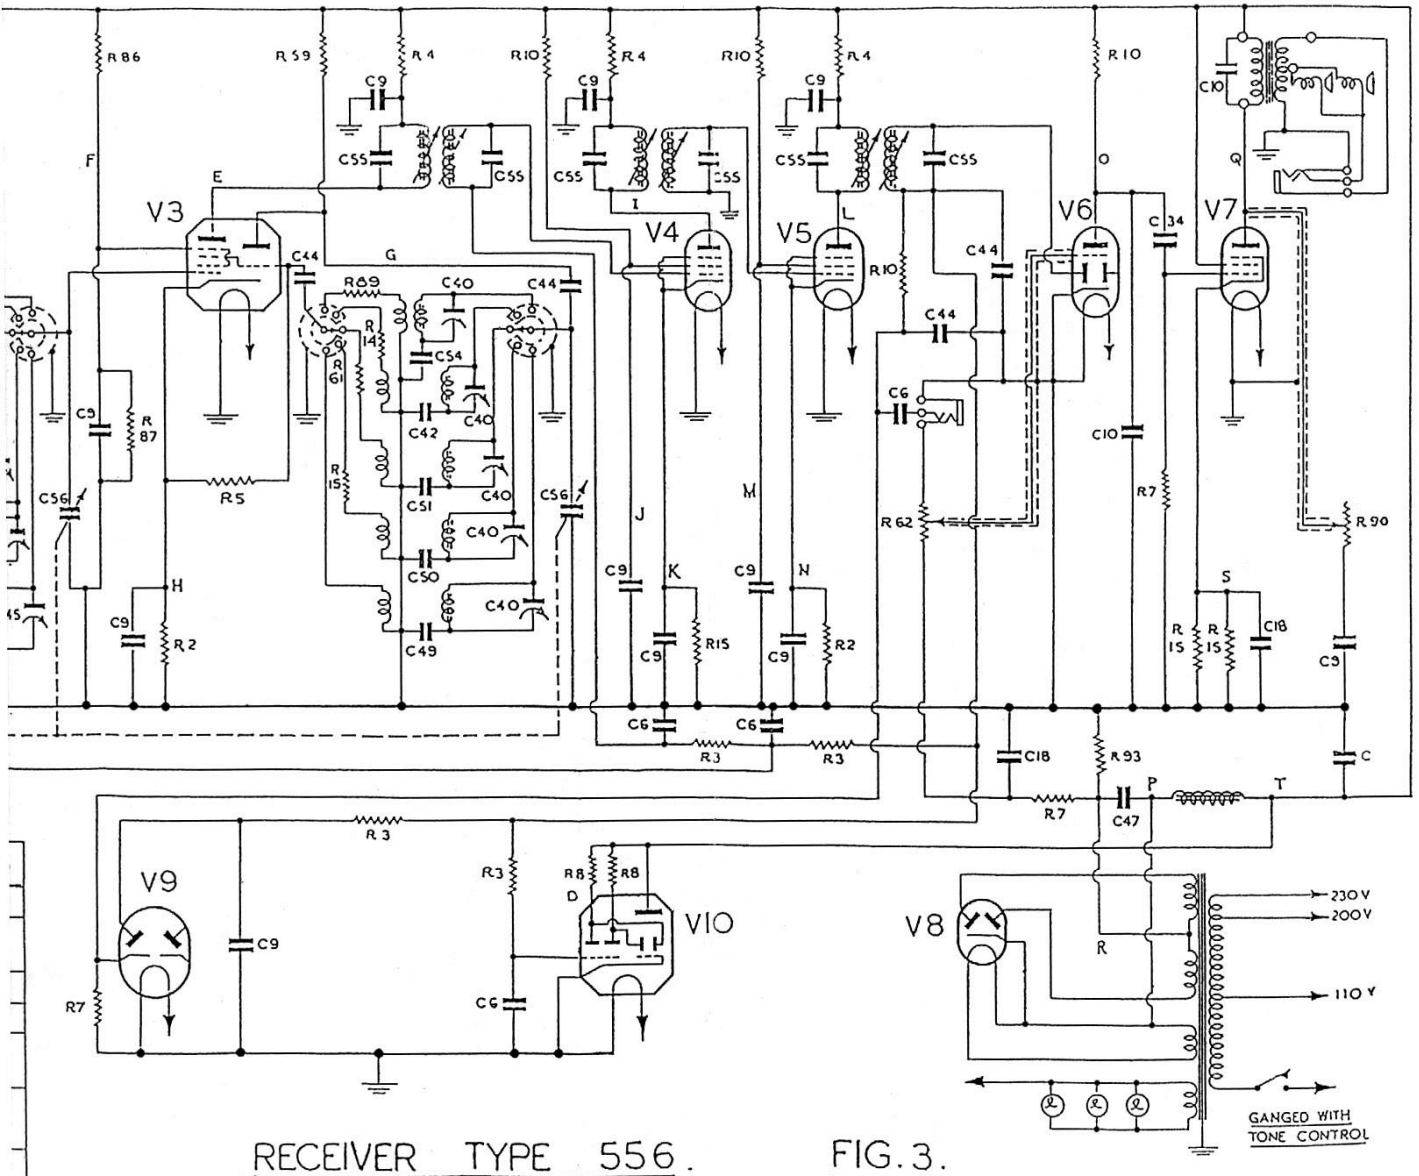 R86
R59
R4
R10
R4
R10
R4
R10
C10
C9
C9
C9
C55
C55
C55
C55
C55
F
E
I
L
O
Q
V3
V4
V5
V6
V7
C34
G
C44
R89
C40
C44
R10
C44
R 14
C54
C44
R 61
C9
R 87
C42
C40
C6
C10
R 15
C51
C40
C56
R5
C56
M
R7
J
R62
R 90
C40
C50
H
C9
K
C9
N
S
45
C40
C9
R2
C49
C9
R15
C9
R2
R 15
R 15
C18
C9
C6
C6
R3
R3
C18
R93
C
P
T
R7
C47
R3
V9
R3
R8
R8
D
230V
V10
V8
200V
C9
R
R7
C6
110 V
GANGED WITH
TONE CONTROL
RECEIVER TYPE 556. FIG.3.